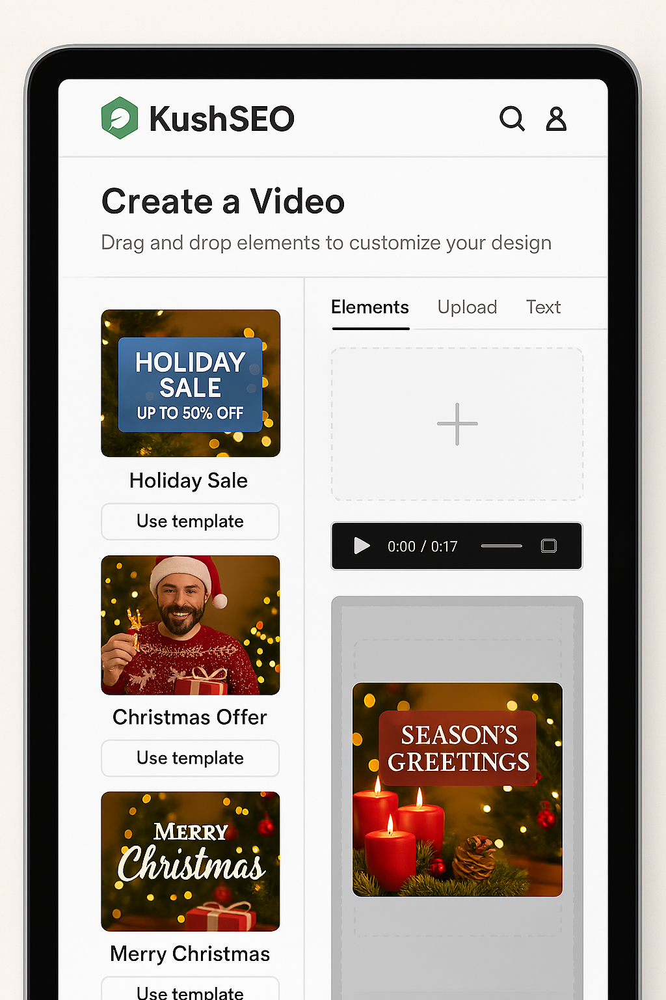 KushSEO
Create a Video
Drag and drop elements to customize your design
HOLIDAY
SALE
UP TO 50% OFF
Holiday Sale
Use template
Christmas Offer
Use template
MERRY
Christmas
Merry Christmas
Use template
Elements
Upload
Text
0:00 / 0:17
SEASON'S
GREETINGS